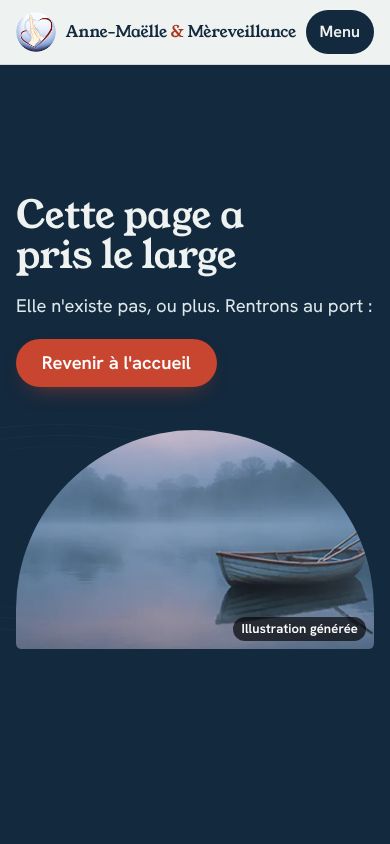 Anne-Maëlle & Mèreveillance
Menu
Cette page a
pris le large
Elle n'existe pas, ou plus. Rentrons au port :
Revenir à l'accueil
Illustration générée